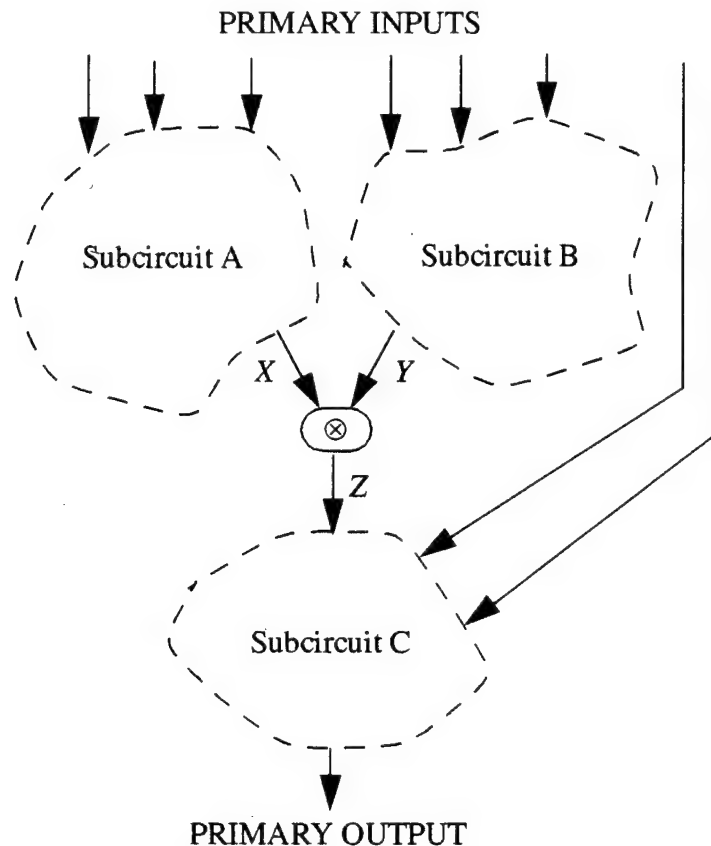 PRIMARY INPUTS
Subcircuit A
Subcircuit B
X
Y
⊗
Z
Subcircuit C
PRIMARY OUTPUT